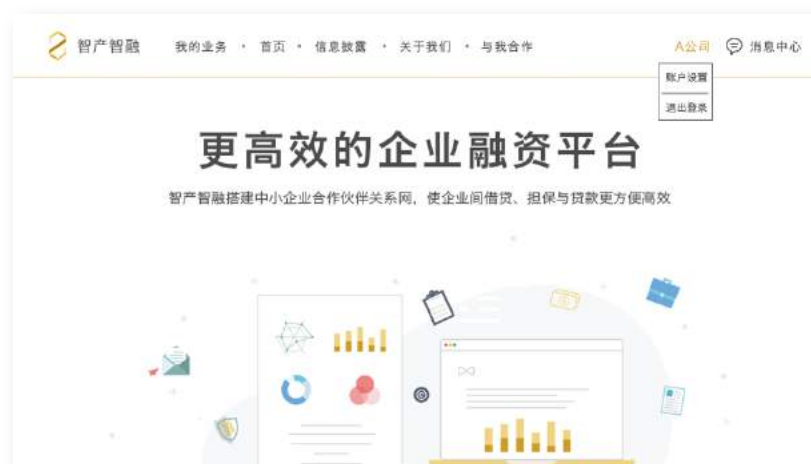 智产智融 我的业务 · 首页 · 信息披露 · 关于我们 · 与我合作 A公司 消息中心
账户设置
退出登录
更高效的企业融资平台
智产智融搭建中小企业合作伙伴关系网，使企业间借贷、担保与贷款更方便高效